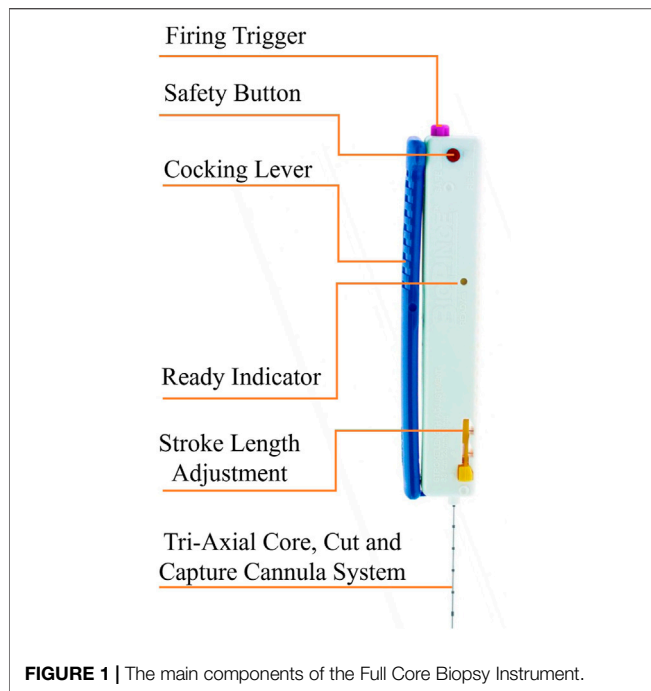 Firing Trigger
Safety Button
Cocking Lever
Ready Indicator
Stroke Length
Adjustment
Tri-Axial Core, Cut and
Capture Cannula System
FIGURE 1 | The main components of the Full Core Biopsy Instrument.